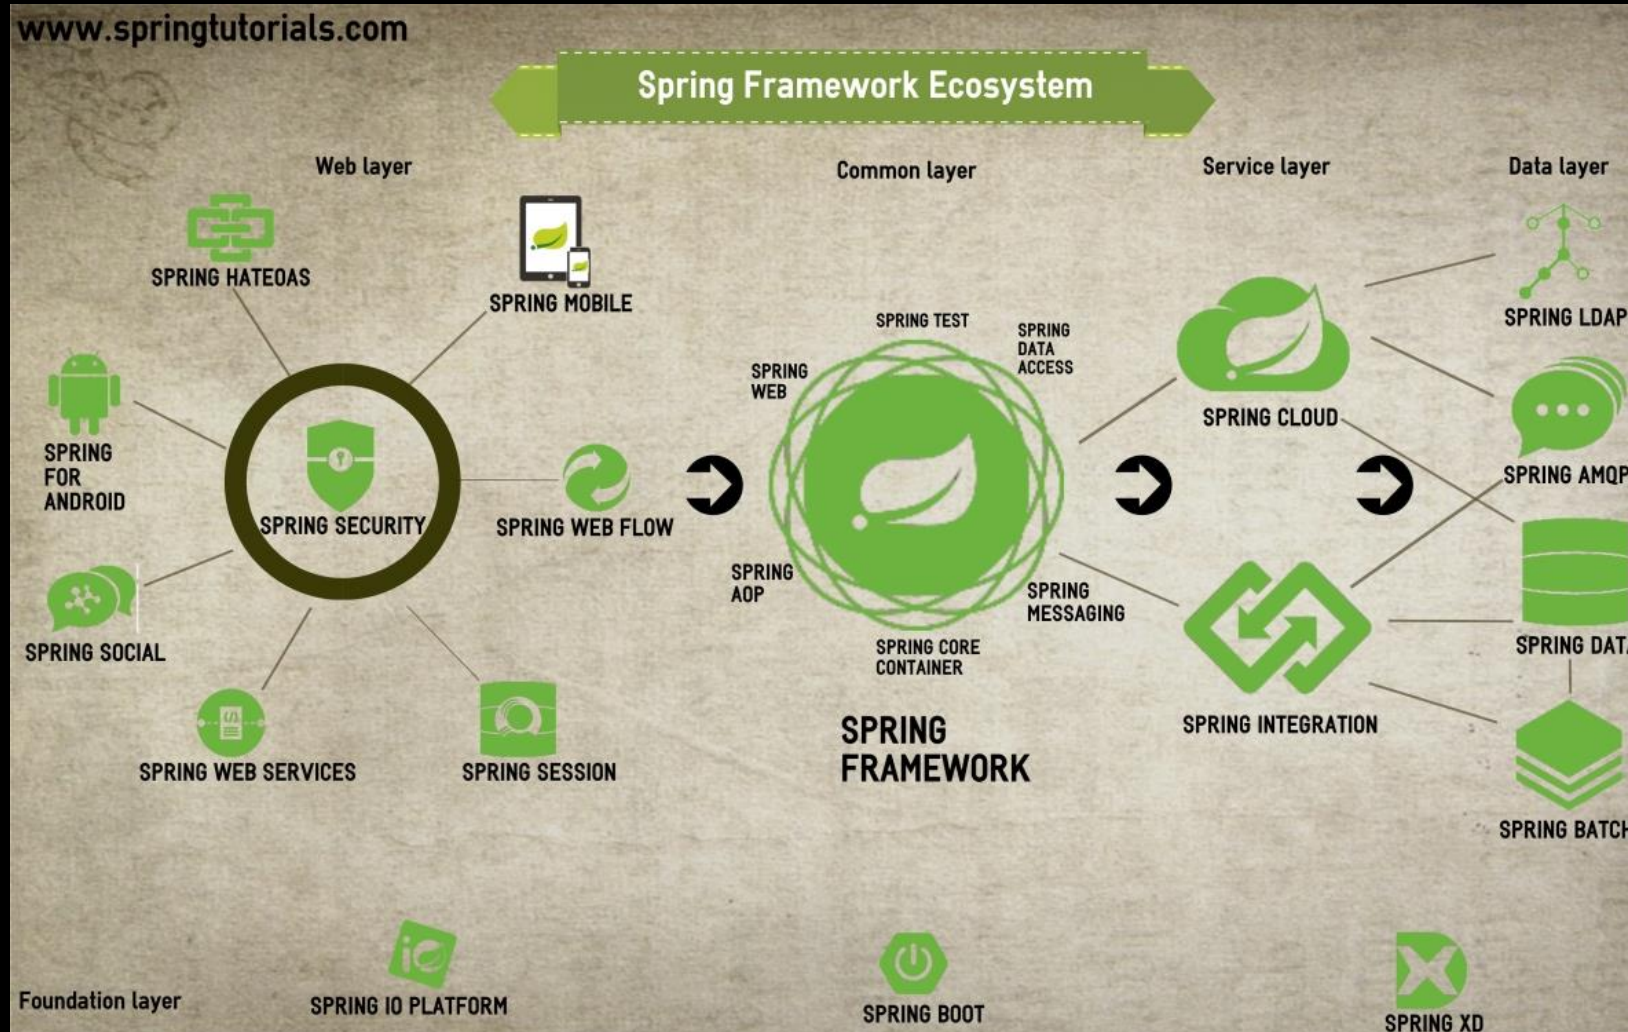 www.springtutorials.com
Spring Framework Ecosystem
Web layer
Common layer
Service layer
Data layer
SPRING HATEOAS
SPRING MOBILE
SPRING
FOR
ANDROID
SPRING SECURITY
SPRING WEB FLOW
SPRING SOCIAL
SPRING WEB SERVICES
SPRING SESSION
SPRING TEST
SPRING
DATA
ACCESS
SPRING
WEB
SPRING
AOP
SPRING
MESSAGING
SPRING CORE
CONTAINER
SPRING
FRAMEWORK
SPRING CLOUD
SPRING INTEGRATION
SPRING LDAP
SPRING AMQP
SPRING DATA
SPRING BATCH
Foundation layer
io
SPRING IO PLATFORM
SPRING BOOT
SPRING XD